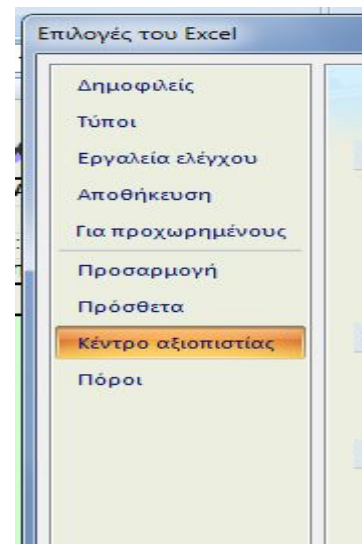 Επιλογές του Excel
Δημοφιλείς
Τύποι
Εργαλεία ελέγχου
Αποθήκευση
Για προχωρημένους
Προσαρμογή
Πρόσθετα
Κέντρο αξιοπιστίας
Πόροι